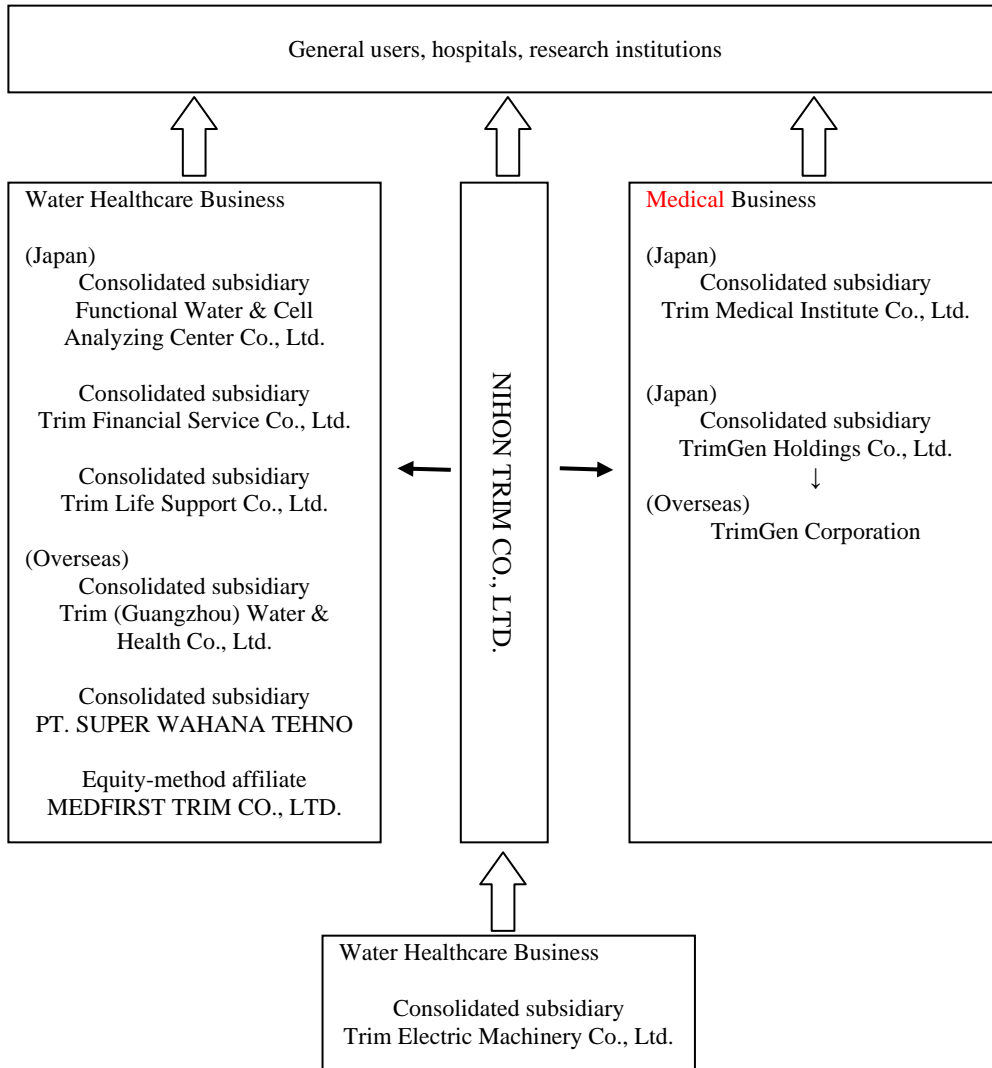 General users, hospitals, research institutions
Water Healthcare Business
(Japan)
Consolidated subsidiary
Functional Water & Cell
Analyzing Center Co., Ltd.
Consolidated subsidiary
Trim Financial Service Co., Ltd.
Consolidated subsidiary
Trim Life Support Co., Ltd.
(Overseas)
Consolidated subsidiary
Trim (Guangzhou) Water &
Health Co., Ltd.
Consolidated subsidiary
PT. SUPER WAHANA TEHNO
Equity-method affiliate
MEDFIRST TRIM CO., LTD.
NIHON TRIM CO., LTD.
Medical Business
(Japan)
Consolidated subsidiary
Trim Medical Institute Co., Ltd.
(Japan)
Consolidated subsidiary
TrimGen Holdings Co., Ltd.
↓
(Overseas)
TrimGen Corporation
Water Healthcare Business
Consolidated subsidiary
Trim Electric Machinery Co., Ltd.